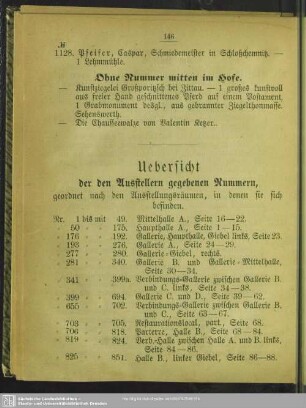 146
№
1128. Pfeifer, Caspar, Schmiedemeister in Schloßchemnitz. —
1 Lehmmühle.
Ohne Nummer mitten im Hofe.
— Kunstziegelei Großporitzsch bei Zittau. — 1 großes kunstvoll
aus freier Hand geschnittenes Pferd auf einem Postament,
1 Grabmonument desgl., aus gebrannter Ziegelthonmasse.
Sehenswerth.
— Die Chausseewalze von Valentin
Uebersicht
der den Ausstellern gegebenen Nummern,
geordnet nach den Ausstellungsräumen, in denen sie sich
befinden.
Nr. 1 bis mit 49. Mittelhalle A., Seite 16—22.
50 " " 175. Haupthalle A., Seite 1—15.
176 " " 192. Gallerie, Haupthalle, Giebel links, Seite 23.
193 " " 276. Gallerie A., Seite 24—29.
277 " " 280. Gallerie - Giebel, rechts.
281 " " 340. Gallerie B. und Gallerie - Mittelhalle,
Seite 30—34.
341 " " 399a. Verbindungs-Gallerie zwischen Gallerie B.
und C. links, Seite 34—38.
399 " " 694. Gallerie C. und D., Seite 39—62.
655 " " 702. Verbindungs-Gallerie zwischen Gallerie B.
und C., Seite 63—67.
703 " " 705. Restaurationslocal, part., Seite 68.
706 " " 818. Parterre, Halle B., Seite 68—84.
819 " " 824. Verb.-Halle zwischen Halle A. und B. links,
Seite 84—86.
825 " " 851. Halle B., linker Giebel, Seite 86—88.